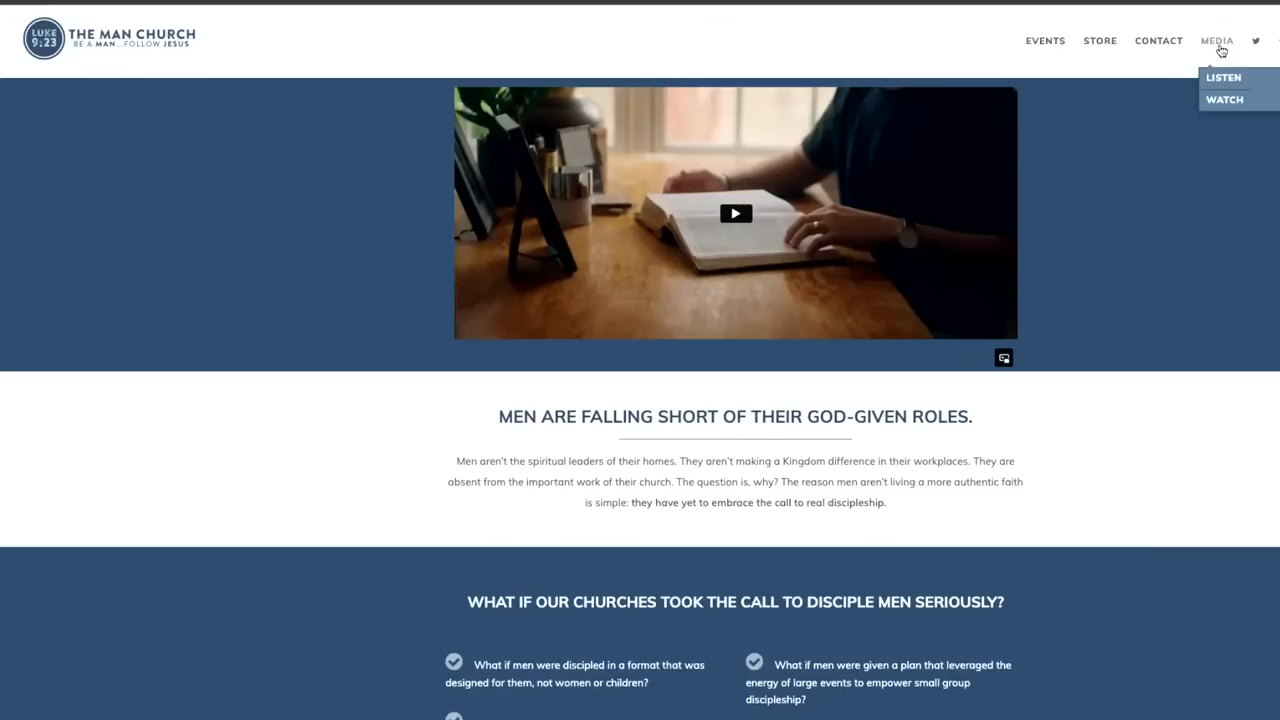 LUKE
9:23
THE MAN CHURCH
BE A MAN...FOLLOW JESUS
EVENTS
STORE
CONTACT
MEDIA
LISTEN
WATCH
MEN ARE FALLING SHORT OF THEIR GOD-GIVEN ROLES.
Men aren't the spiritual leaders of their homes. They aren't making a Kingdom difference in their workplaces. They are
absent from the important work of their church. The question is, why? The reason men aren't living a more authentic faith
is simple: they have yet to embrace the call to real discipleship.
WHAT IF OUR CHURCHES TOOK THE CALL TO DISCIPLE MEN SERIOUSLY?
What if men were discipled in a format that was
designed for them, not women or children?
What if men were given a plan that leveraged the
energy of large events to empower small group
discipleship?